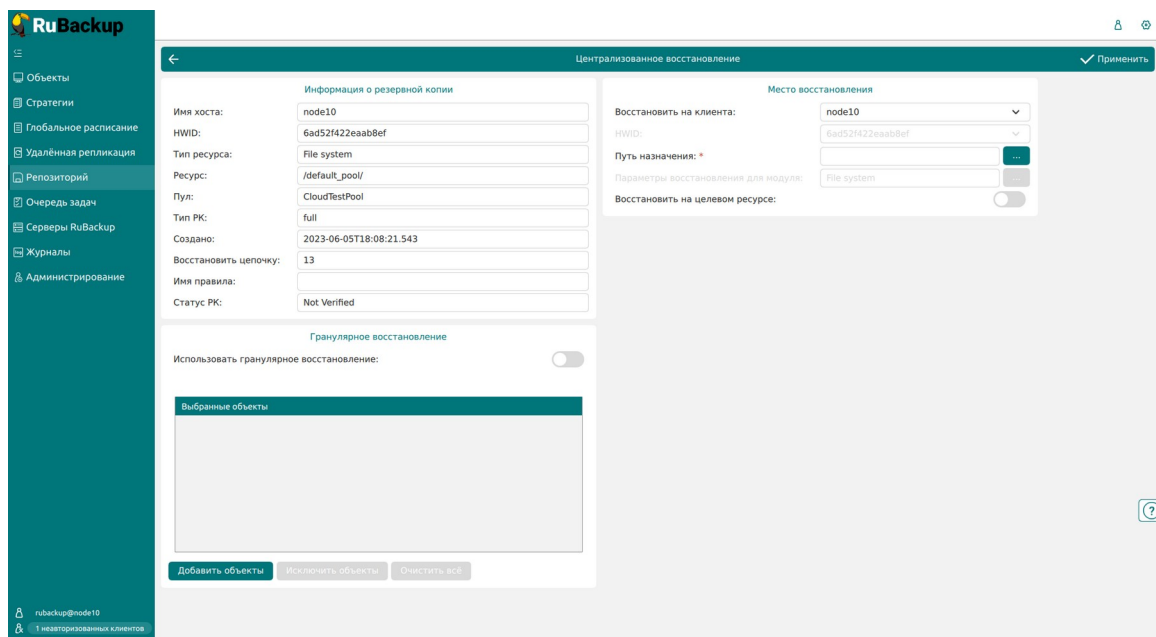 RuBackup
Объекты
Стратегии
Глобальное расписание
Удалённая репликация
Репозиторий
Очередь задач
Серверы RuBackup
Журналы
Администрирование
rubackup@node10
1 неавторизованных клиентов
Централизованное восстановление
Применить
Информация о резервной копии
Имя хоста: node10
HWID: 6ad52f422eaab8ef
Тип ресурса: File system
Ресурс: /default_pool/
Пул: CloudTestPool
Тип РК: full
Создано: 2023-06-05T18:08:21.543
Восстановить цепочку: 13
Имя правила:
Статус РК: Not Verified
Гранулярное восстановление
Использовать гранулярное восстановление:
Выбранные объекты
Добавить объекты Исключить объекты Очистить всё
Место восстановления
Восстановить на клиента: node10
HWID: 6ad52f422eaab8ef
Путь назначения: * ...
Параметры восстановления для модуля: File system ...
Восстановить на целевом ресурсе:
?